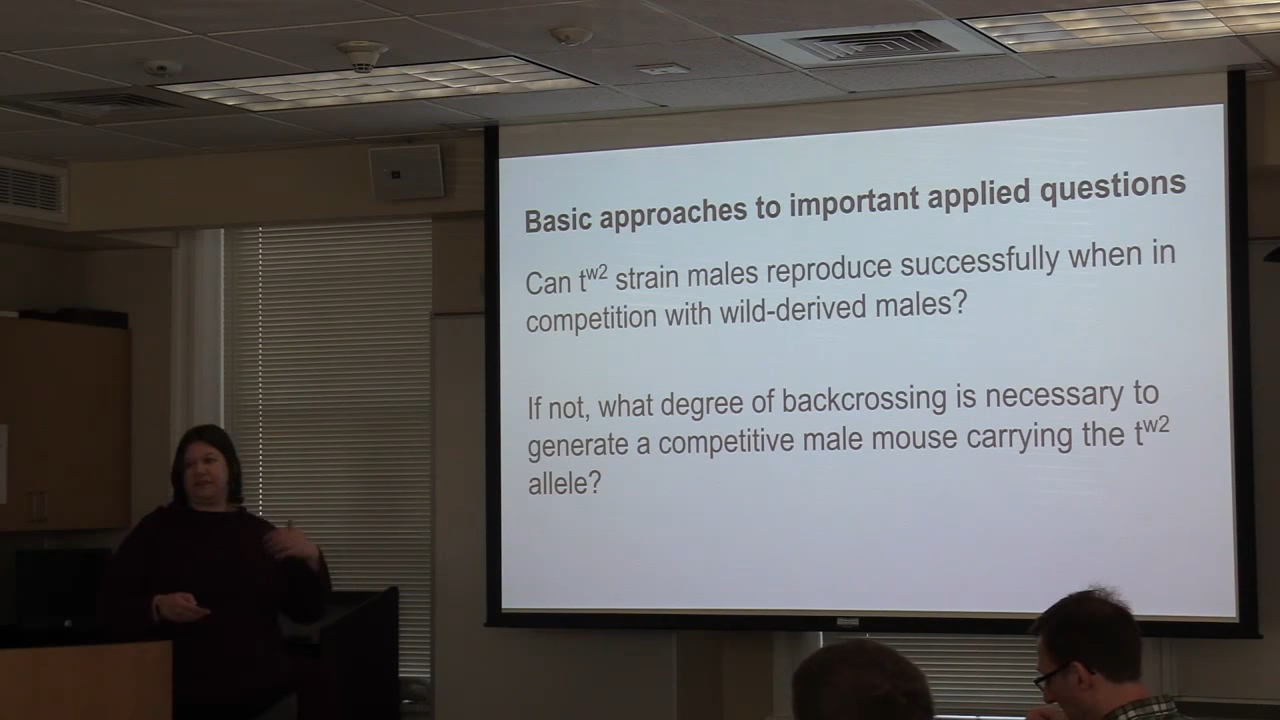 Basic approaches to important applied questions
Can t^w2 strain males reproduce successfully when in
competition with wild-derived males?
If not, what degree of backcrossing is necessary to
generate a competitive male mouse carrying the t^w2
allele?